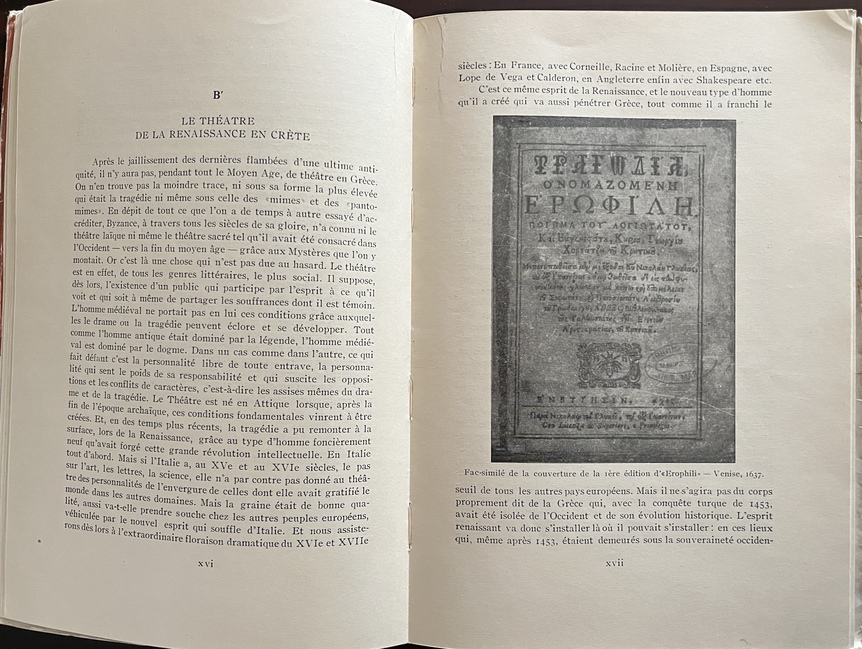 B'
LE THÉATRE
DE LA RENAISSANCE EN CRÈTE
Après le jaillissement des dernières flambées d'une ultime anti-
quité, il n'y aura pas, pendant tout le Moyen Age, de théâtre en Grèce.
On n'en trouve pas la moindre trace, ni sous sa forme la plus élevée
qui était la tragédie ni même sous celle des «mimes» et des «panto-
mimes». En dépit de tout ce que l'on a de temps à autre essayé d'ac-
créditer, Byzance, à travers tous les siècles de sa gloire, n'a connu ni le
théâtre laïque ni même le théâtre sacré tel qu'il avait été consacré dans
l'Occident — vers la fin du moyen âge — grâce aux Mystères que l'on y
montait. Or c'est là une chose qui n'est pas due au hasard. Le théâtre
est en effet, de tous les genres littéraires, le plus social. Il suppose,
dès lors, l'existence d'un public qui participe par l'esprit à ce qu'il
voit et qui soit à même de partager les souffrances dont il est témoin.
L'homme médiéval ne portait pas en lui ces conditions grâce auxquel-
les le drame ou la tragédie peuvent éclore et se développer. Tout
comme l'homme antique était dominé par la légende, l'homme médié-
val est dominé par le dogme. Dans un cas comme dans l'autre, ce qui
fait défaut c'est la personnalité libre de toute entrave, la personna-
lité qui sent le poids de sa responsabilité et qui suscite les opposi-
tions et les conflits de caractères, c'est-à-dire les assises mêmes du dra-
me et de la tragédie. Le Théâtre est né en Attique lorsque, après la
fin de l'époque archaïque, ces conditions fondamentales vinrent à être
créées. Et, en des temps plus récents, la tragédie a pu remonter à la
surface, lors de la Renaissance, grâce au type d'homme foncièrement
neuf qu'avait forgé cette grande révolution intellectuelle. En Italie
tout d'abord. Mais si l'Italie a, au XVe et au XVIe siècles, le pas
sur l'art, les lettres, la science, elle n'a par contre pas donné au théâ-
tre des personnalités de l'envergure de celles dont elle avait gratifié le
monde dans les autres domaines. Mais la graine était de bonne qua-
lité, aussi va-t-elle prendre souche chez les autres peuples européens,
véhiculée par le nouvel esprit qui souffle d'Italie. Et nous assiste-
rons dès lors à l'extraordinaire floraison dramatique du XVIe et XVIIe
xvi
siècles : En France, avec Corneille, Racine et Molière, en Espagne, avec
Lope de Vega et Calderon, en Angleterre enfin avec Shakespeare etc.
C'est ce même esprit de la Renaissance, et le nouveau type d'homme
qu'il a créé qui va aussi pénétrer Grèce, tout comme il a franchi le
ΤΡΑΓΩΔΙΑ,
ΟΝΟΜΑΖΟΜΕΝΗ
ΕΡΩΦΙΛΗ,
ΠΟΙΗΜΑ ΤΟΥ ΛΟΓΙΩΤΑΤΟΥ,
Fac-similé de la couverture de la 1ère édition d'«Erophili» — Venise, 1637.
seuil de tous les autres pays européens. Mais il ne s'agira pas du corps
proprement dit de la Grèce qui, avec la conquête turque de 1453,
avait été isolée de l'Occident et de son évolution historique. L'esprit
renaissant va donc s'installer là où il pouvait s'installer : en ces lieux
qui, même après 1453, étaient demeurés sous la souveraineté occiden-
xvii